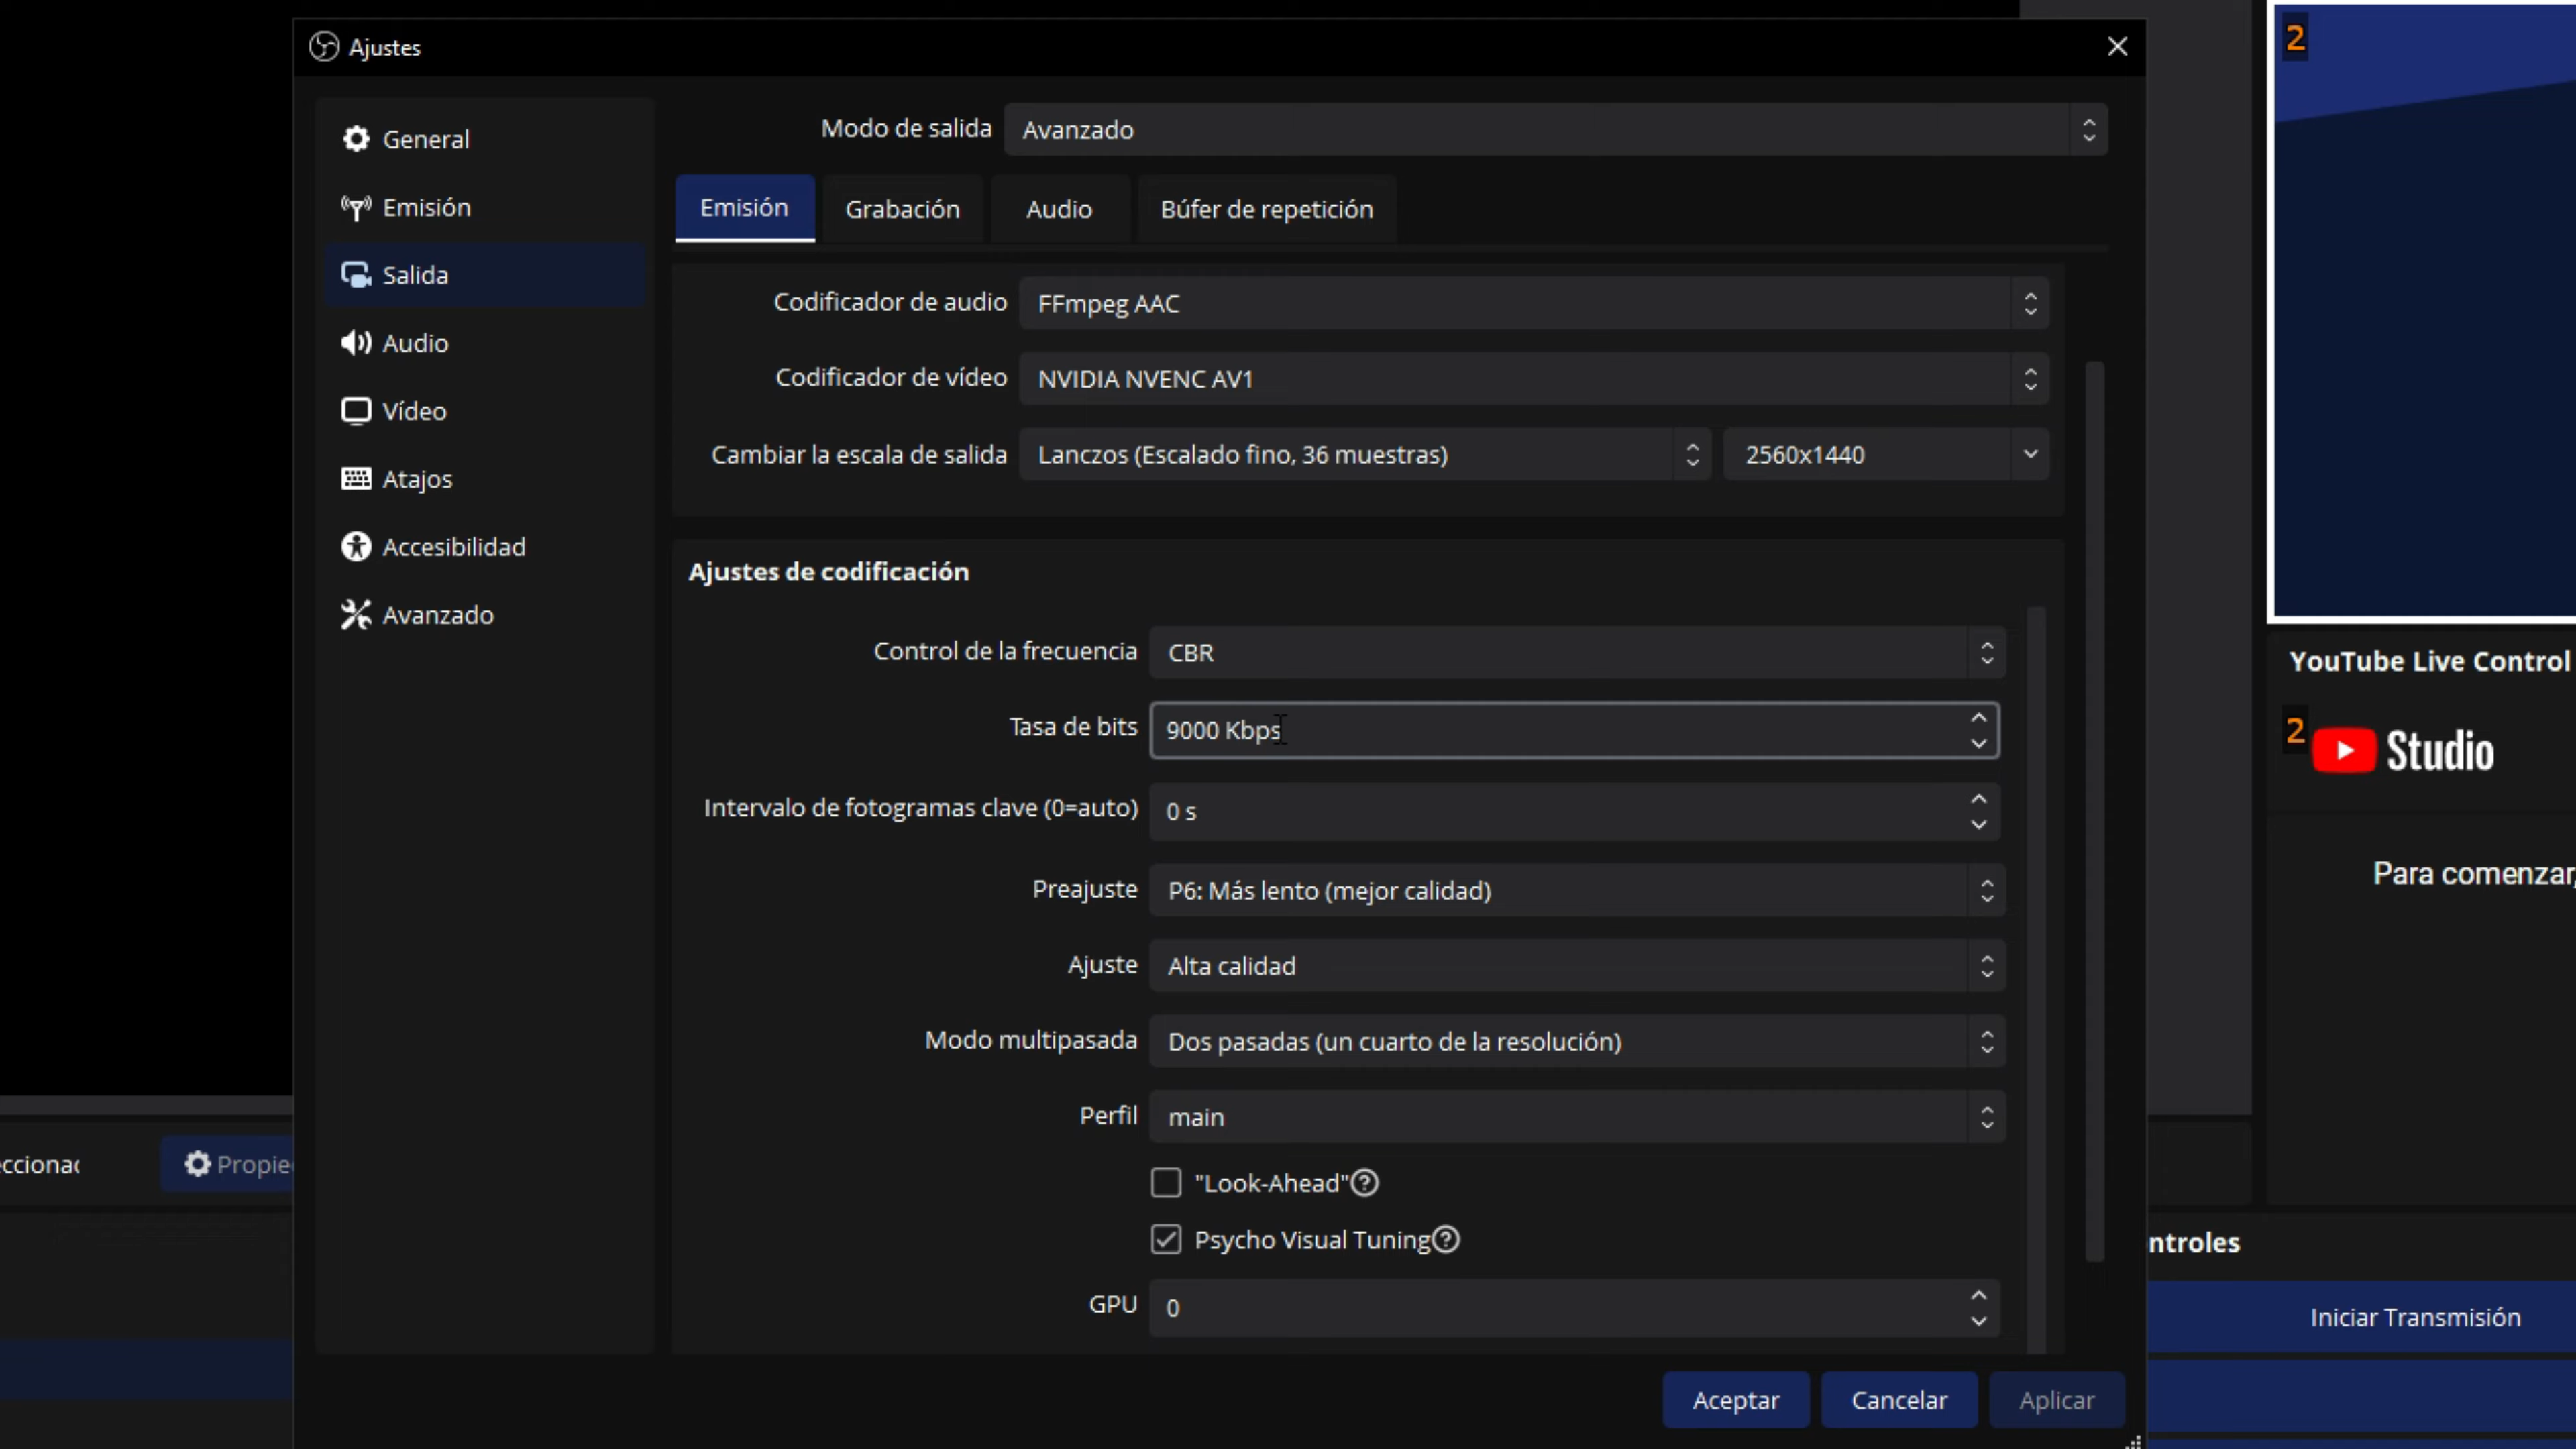 Ajustes
General
Emisión
Salida
Audio
Vídeo
Atajos
Accesibilidad
Avanzado
Modo de salida Avanzado
Emisión Grabación Audio Búfer de repetición
Codificador de audio FFmpeg AAC
Codificador de vídeo NVIDIA NVENC AV1
Cambiar la escala de salida Lanczos (Escalado fino, 36 muestras) 2560x1440
Ajustes de codificación
Control de la frecuencia CBR
Tasa de bits 9000 Kbps
Intervalo de fotogramas clave (0=auto) 0 s
Preajuste P6: Más lento (mejor calidad)
Ajuste Alta calidad
Modo multipasada Dos pasadas (un cuarto de la resolución)
Perfil main
"Look-Ahead"
Psycho Visual Tuning
GPU 0
Aceptar Cancelar Aplicar
2
YouTube Live Control
2
Studio
Para comenzar,
eccionac
Propie
ntroles
Iniciar Transmisión